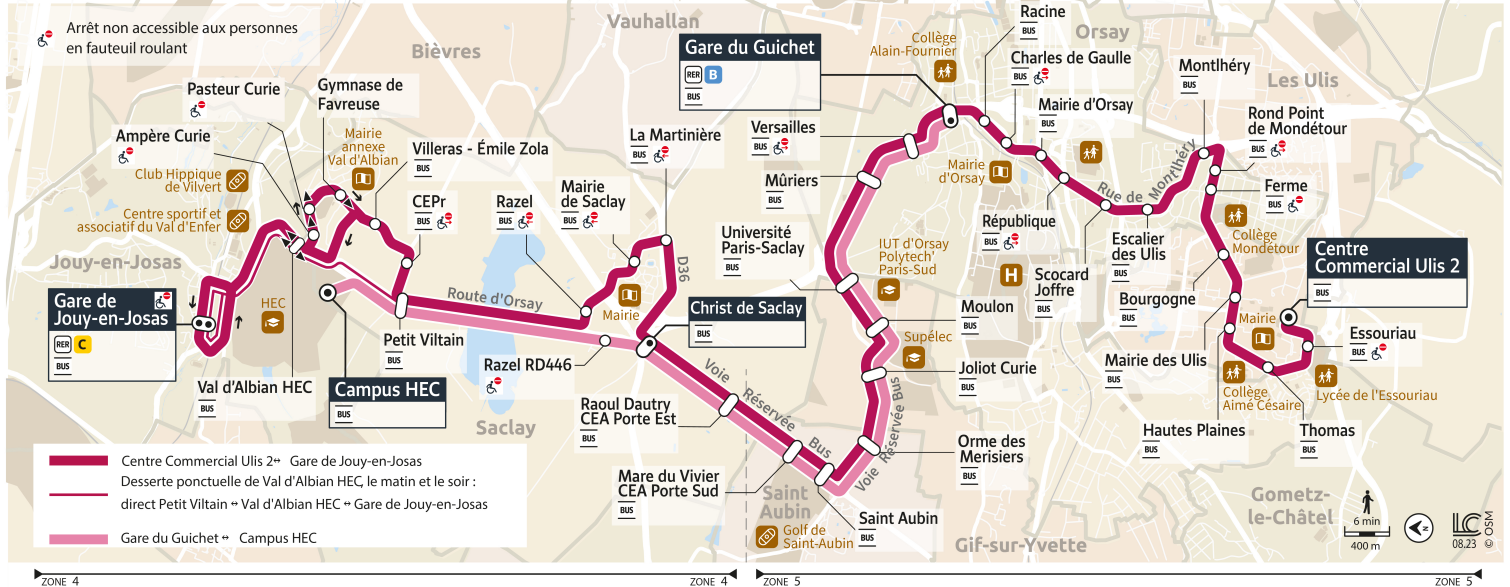 Arrêt non accessible aux personnes
en fauteuil roulant
Bièvres
Vauhallan
Orsay
Les Ulis
Jouy-en-Josas
Saclay
Saint
Aubin
Gif-sur-Yvette
Gometz-
le-Châtel
Gare de
Jouy-en-Josas
RER C
BUS
Val d'Albian HEC
BUS
HEC
Centre sportif et
associatif du Val d'Enfer
Club Hippique
de Vilvert
Ampère Curie
Pasteur Curie
Gymnase de
Favreuse
Mairie
annexe
Val d'Albian
Villeras - Émile Zola
BUS
CEPr
BUS
Petit Viltain
BUS
Campus HEC
BUS
Route d'Orsay
Razel
BUS
Mairie
de Saclay
BUS
Mairie
La Martinière
BUS
D36
Razel RD446
Christ de Saclay
BUS
Raoul Dautry
CEA Porte Est
BUS
Voie Réservée Bus
Mare du Vivier
CEA Porte Sud
BUS
Golf de
Saint-Aubin
Saint Aubin
BUS
Voie Réservée Bus
Orme des
Merisiers
BUS
Joliot Curie
BUS
Supélec
Moulon
BUS
IUT d'Orsay
Polytech'
Paris-Sud
Université
Paris-Saclay
BUS
Mûriers
BUS
Versailles
BUS
Gare du Guichet
RER B
BUS
Collège
Alain-Fournier
Racine
BUS
Charles de Gaulle
BUS
Mairie d'Orsay
BUS
Mairie
d'Orsay
République
BUS
H
Scocard
Joffre
BUS
Rue de Montlhéry
Escalier
des Ulis
BUS
Montlhéry
BUS
Rond Point
de Mondétour
BUS
Ferme
BUS
Collège
Mondétour
Bourgogne
BUS
Mairie des Ulis
BUS
Mairie
Hautes Plaines
BUS
Collège
Aimé Césaire
Thomas
BUS
Lycée de l'Essouriau
Essouriau
BUS
Centre
Commercial Ulis 2
BUS
Centre Commercial Ulis 2 ↔ Gare de Jouy-en-Josas
Desserte ponctuelle de Val d'Albian HEC, le matin et le soir :
direct Petit Viltain ↔ Val d'Albian HEC ↔ Gare de Jouy-en-Josas
Gare du Guichet ↔ Campus HEC
6 min
400 m
LC
08.23
© OSM
ZONE 4
ZONE 4
ZONE 5
ZONE 5